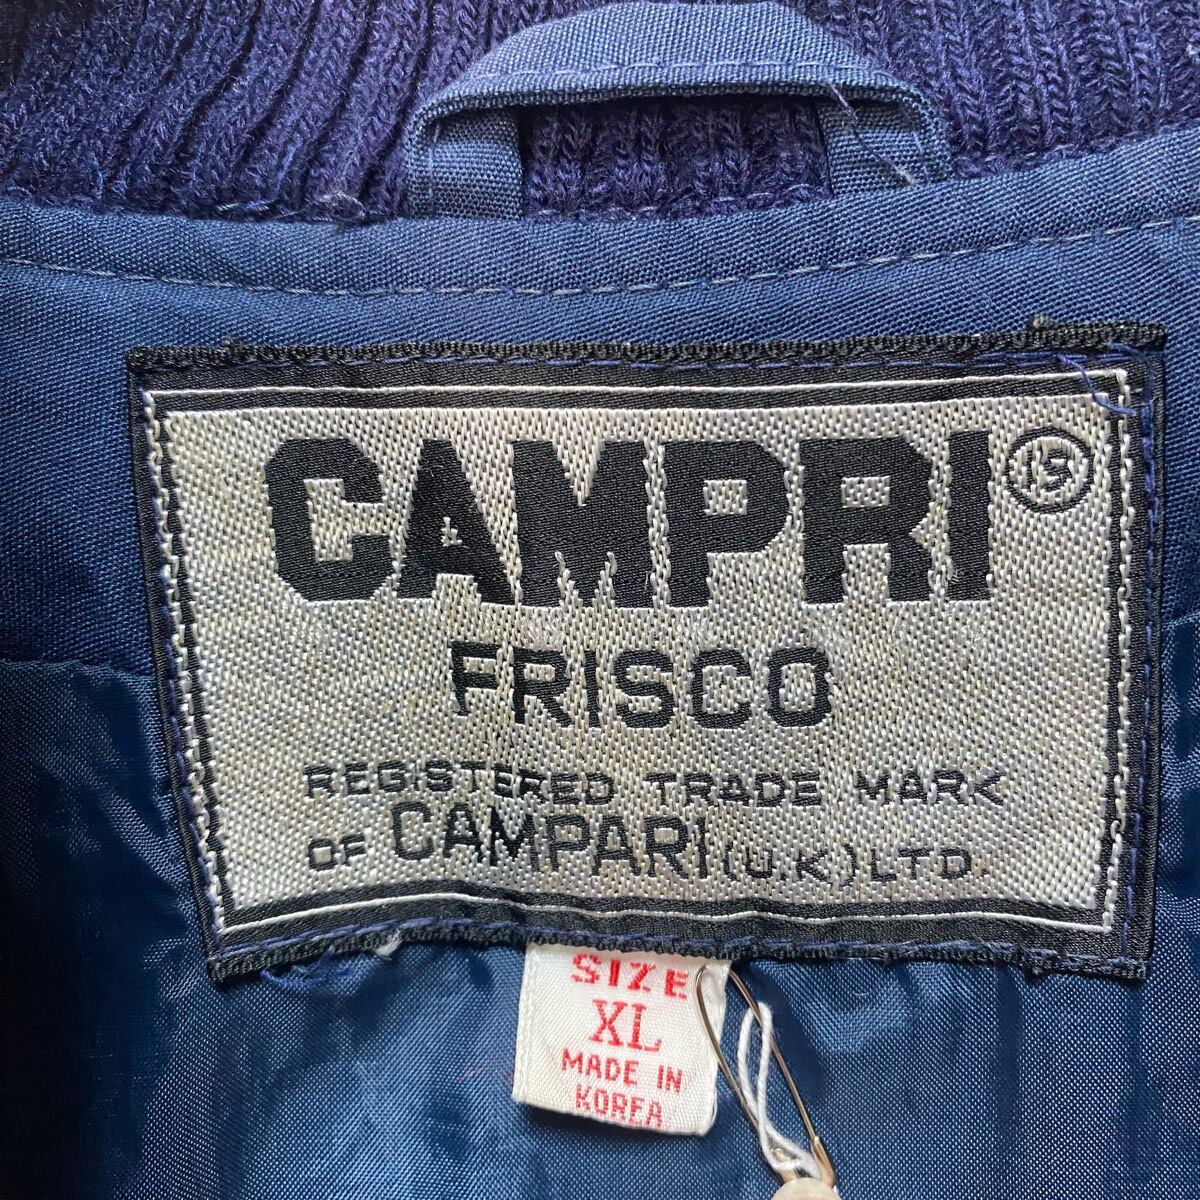 CAMPRI®
FRISCO
REGISTERED TRADE MARK
OF CAMPARI (U.K) LTD
SIZE
XL
MADE IN
KOREA